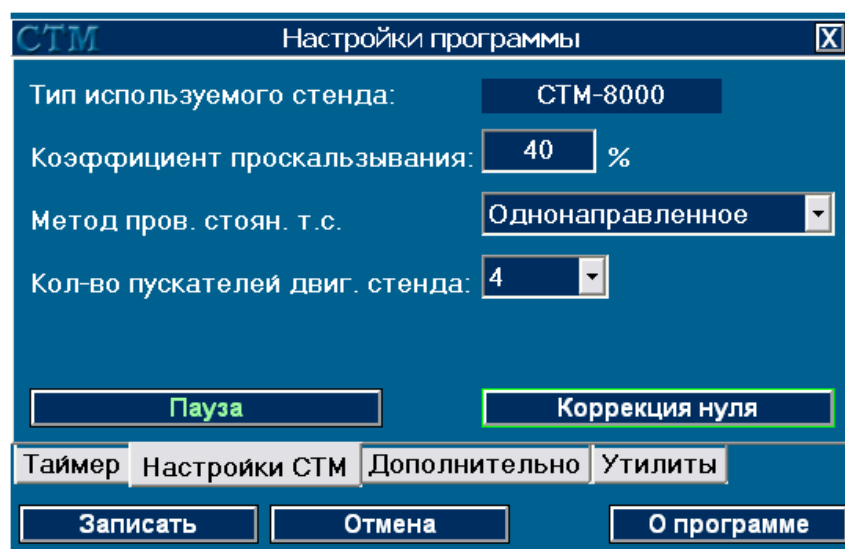 СТМ Настройки программы X
Тип используемого стенда: СТМ-8000
Коэффициент проскальзывания: 40 %
Метод пров. стоян. т.с. Однонаправленное
Кол-во пускателей двиг. стенда: 4
Пауза Коррекция нуля
Таймер Настройки СТМ Дополнительно Утилиты
Записать Отмена О программе